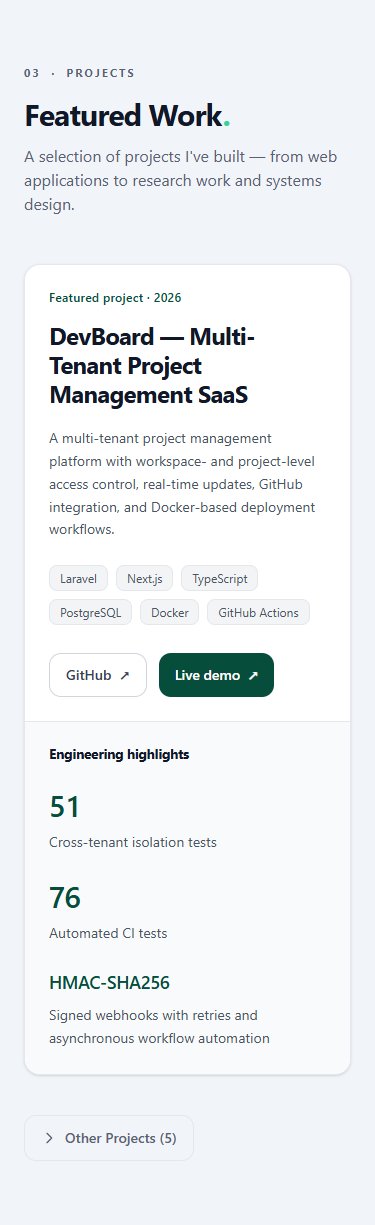 03 · PROJECTS
Featured Work.
A selection of projects I've built — from web
applications to research work and systems
design.
Featured project · 2026
DevBoard — Multi-
Tenant Project
Management SaaS
A multi-tenant project management
platform with workspace- and project-level
access control, real-time updates, GitHub
integration, and Docker-based deployment
workflows.
Laravel Next.js TypeScript
PostgreSQL Docker GitHub Actions
GitHub ↗ Live demo ↗
Engineering highlights
51
Cross-tenant isolation tests
76
Automated CI tests
HMAC-SHA256
Signed webhooks with retries and
asynchronous workflow automation
Other Projects (5)